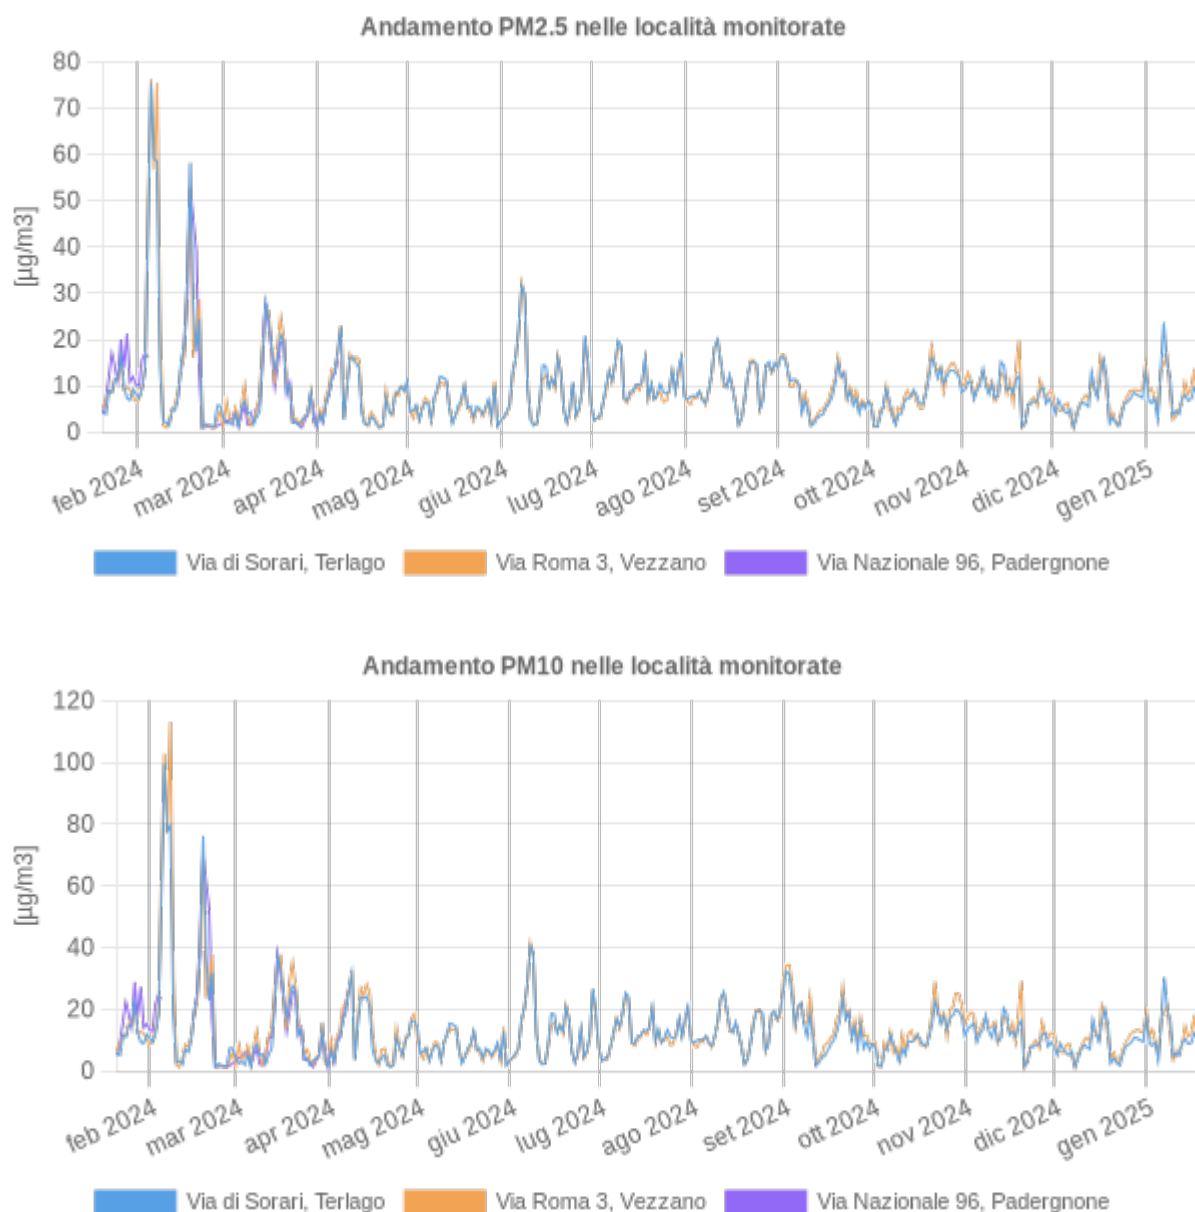 Andamento PM2.5 nelle località monitorate
80
70
60
50
40
30
20
10
0
[µg/m3]
feb 2024 mar 2024 apr 2024 mag 2024 giu 2024 lug 2024 ago 2024 set 2024 ott 2024 nov 2024 dic 2024 gen 2025
Via di Sorari, Terlago Via Roma 3, Vezzano Via Nazionale 96, Padergnone
Andamento PM10 nelle località monitorate
120
100
80
60
40
20
0
[µg/m3]
feb 2024 mar 2024 apr 2024 mag 2024 giu 2024 lug 2024 ago 2024 set 2024 ott 2024 nov 2024 dic 2024 gen 2025
Via di Sorari, Terlago Via Roma 3, Vezzano Via Nazionale 96, Padergnone